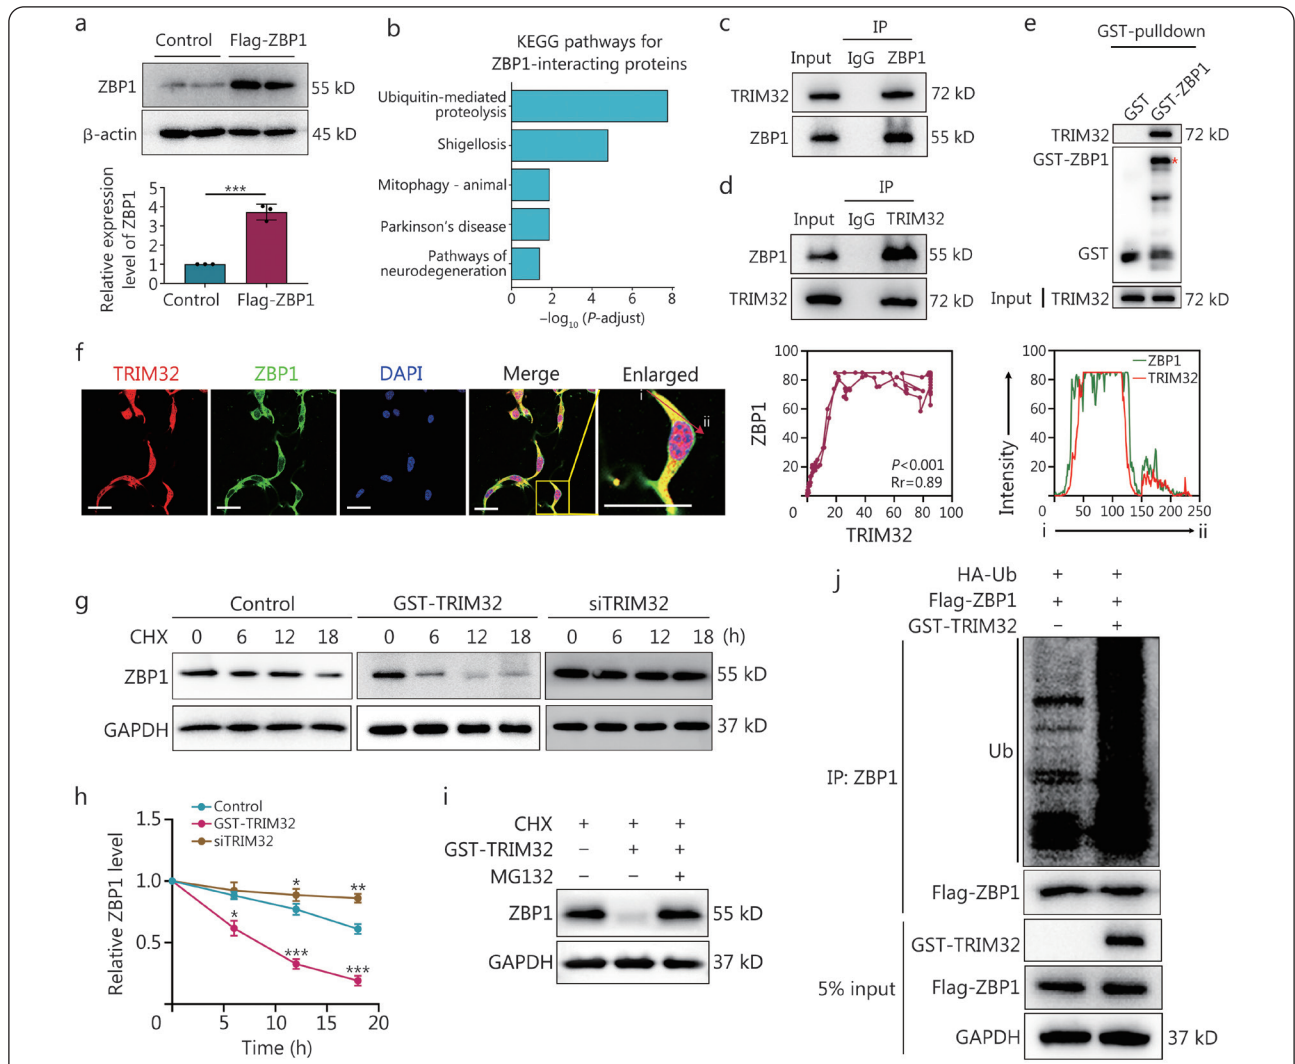 a
Control Flag-ZBP1
ZBP1 55 kD
β-actin 45 kD
Relative expression
level of ZBP1
5
4
3
2
1
0
***
Control Flag-ZBP1
b
KEGG pathways for
ZBP1-interacting proteins
Ubiquitin-mediated
proteolysis
Shigellosis
Mitophagy - animal
Parkinson's disease
Pathways of
neurodegeneration
0 2 4 6 8
–log10 (P-adjust)
c
IP
Input IgG ZBP1
TRIM32 72 kD
ZBP1 55 kD
d
IP
Input IgG TRIM32
ZBP1 55 kD
TRIM32 72 kD
e
GST-pulldown
GST GST-ZBP1
TRIM32 72 kD
GST-ZBP1 *
GST
Input TRIM32 72 kD
f
TRIM32 ZBP1 DAPI Merge Enlarged
i
ii
ZBP1
100
80
60
40
20
0 20 40 60 80 100
TRIM32
P<0.001
Rr=0.89
Intensity
100
80
60
40
20
0 50 100 150 200 250
ZBP1
TRIM32
i ii
g
Control GST-TRIM32 siTRIM32
CHX 0 6 12 18 0 6 12 18 0 6 12 18 (h)
ZBP1 55 kD
GAPDH 37 kD
h
Control
GST-TRIM32
siTRIM32
Relative ZBP1 level
1.5
1.0
0.5
0 5 10 15 20
Time (h)
* **
* *** ***
i
CHX + + +
GST-TRIM32 – + +
MG132 – – +
ZBP1 55 kD
GAPDH 37 kD
j
HA-Ub + +
Flag-ZBP1 + +
GST-TRIM32 – +
IP: ZBP1
Ub
Flag-ZBP1
5% input
GST-TRIM32
Flag-ZBP1
GAPDH 37 kD